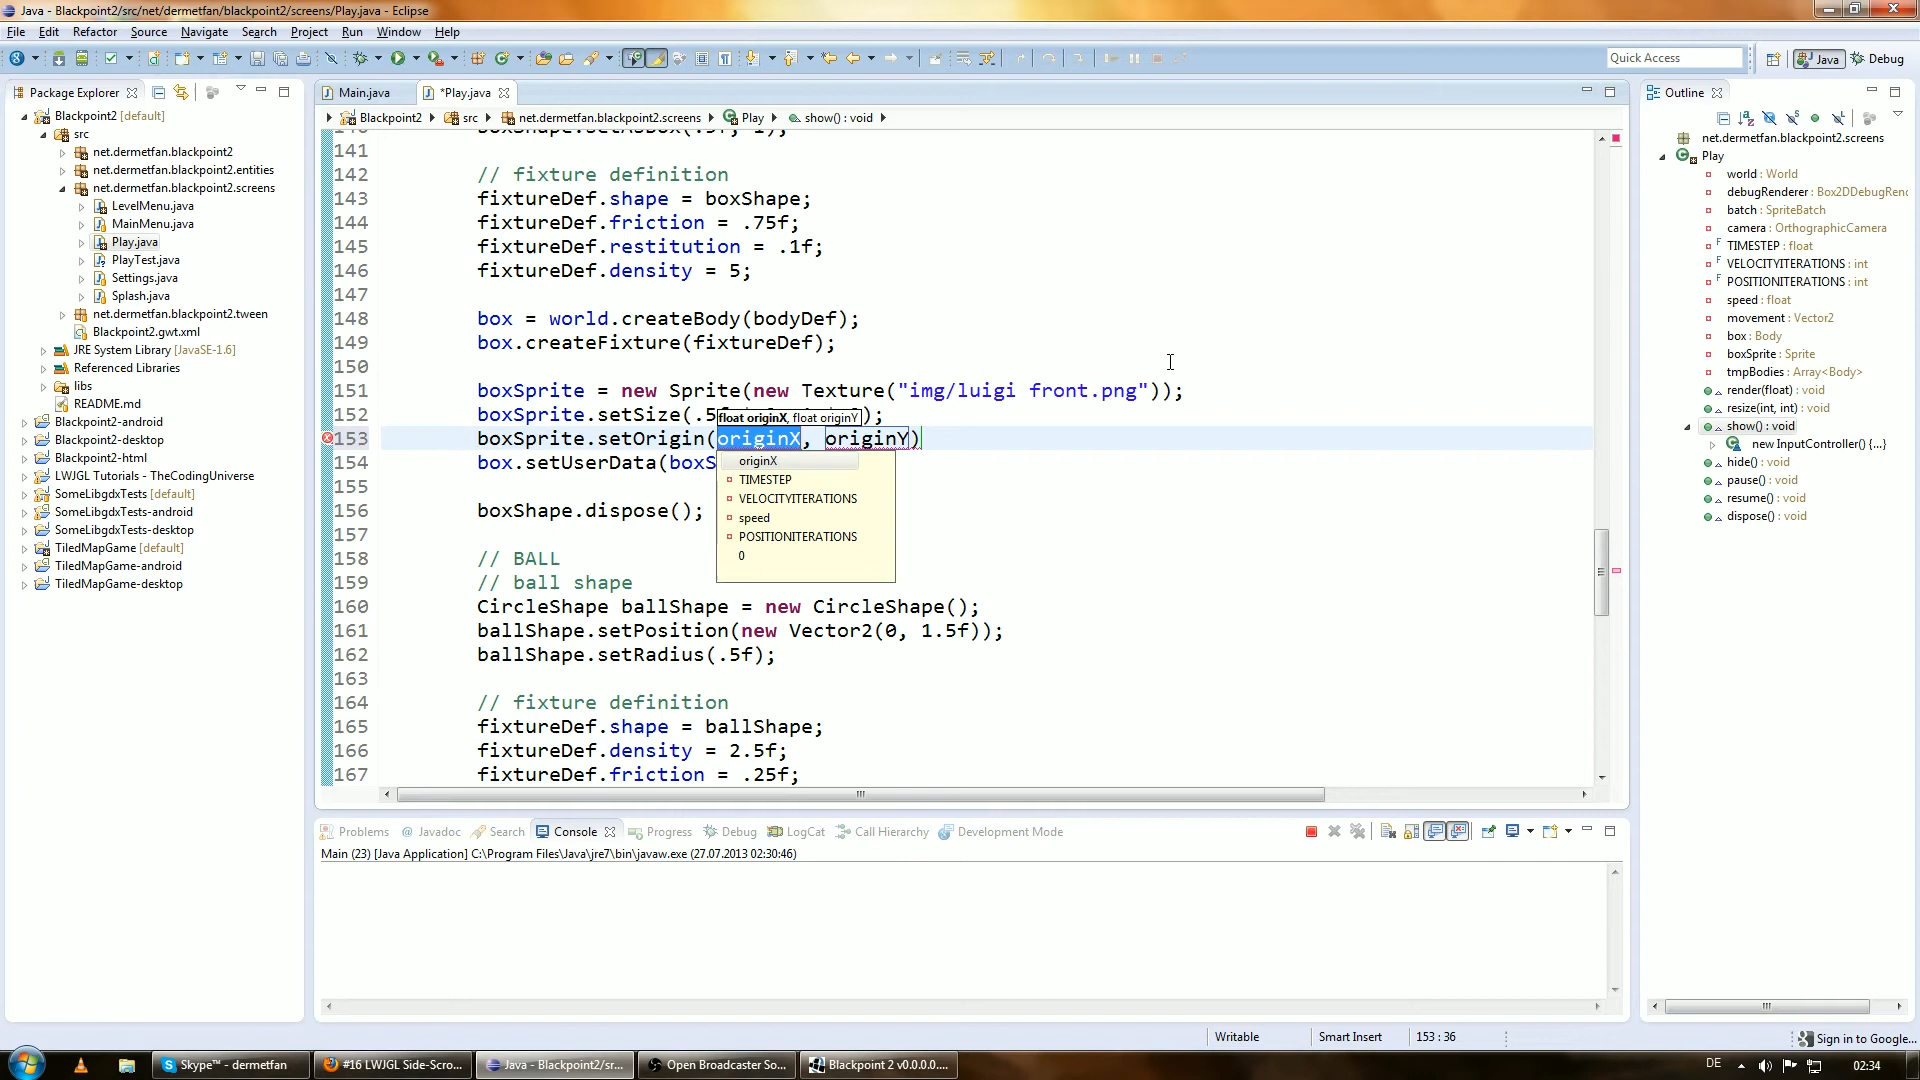 Java - Blackpoint2/src/net/dermetfan/blackpoint2/screens/Play.java - Eclipse
File Edit Refactor Source Navigate Search Project Run Window Help
Quick Access
Java
Debug
Package Explorer
Blackpoint2 [default]
src
net.dermetfan.blackpoint2
net.dermetfan.blackpoint2.entities
net.dermetfan.blackpoint2.screens
LevelMenu.java
MainMenu.java
Play.java
PlayTest.java
Settings.java
Splash.java
net.dermetfan.blackpoint2.tween
Blackpoint2.gwt.xml
JRE System Library [JavaSE-1.6]
Referenced Libraries
libs
README.md
Blackpoint2-android
Blackpoint2-desktop
Blackpoint2-html
LWJGL Tutorials - TheCodingUniverse
SomeLibgdxTests [default]
SomeLibgdxTests-android
SomeLibgdxTests-desktop
TiledMapGame [default]
TiledMapGame-android
TiledMapGame-desktop
Main.java
*Play.java
Blackpoint2 src net.dermetfan.blackpoint2.screens Play show() : void
141
142 // fixture definition
143 fixtureDef.shape = boxShape;
144 fixtureDef.friction = .75f;
145 fixtureDef.restitution = .1f;
146 fixtureDef.density = 5;
147
148 box = world.createBody(bodyDef);
149 box.createFixture(fixtureDef);
150
151 boxSprite = new Sprite(new Texture("img/luigi front.png"));
152 boxSprite.setSize(.5 );
float originX, float originY
153 boxSprite.setOrigin(originX, originY)
154 box.setUserData(boxS
originX
TIMESTEP
VELOCITYITERATIONS
speed
POSITIONITERATIONS
0
155
156 boxShape.dispose();
157
158 // BALL
159 // ball shape
160 CircleShape ballShape = new CircleShape();
161 ballShape.setPosition(new Vector2(0, 1.5f));
162 ballShape.setRadius(.5f);
163
164 // fixture definition
165 fixtureDef.shape = ballShape;
166 fixtureDef.density = 2.5f;
167 fixtureDef.friction = .25f;
Problems @ Javadoc Search Console Progress Debug LogCat Call Hierarchy Development Mode
Main (23) [Java Application] C:\Program Files\Java\jre7\bin\javaw.exe (27.07.2013 02:30:46)
Outline
net.dermetfan.blackpoint2.screens
Play
world : World
debugRenderer : Box2DDebugRend
batch : SpriteBatch
camera : OrthographicCamera
F TIMESTEP : float
F VELOCITYITERATIONS : int
F POSITIONITERATIONS : int
speed : float
movement : Vector2
box : Body
boxSprite : Sprite
tmpBodies : Array<Body>
render(float) : void
resize(int, int) : void
show() : void
new InputController() {...}
hide() : void
pause() : void
resume() : void
dispose() : void
Writable
Smart Insert
153 : 36
Sign in to Google...
Skype™ - dermetfan
#16 LWJGL Side-Scro...
Java - Blackpoint2/sr...
Open Broadcaster So...
Blackpoint 2 v0.0.0.0....
DE
02:34